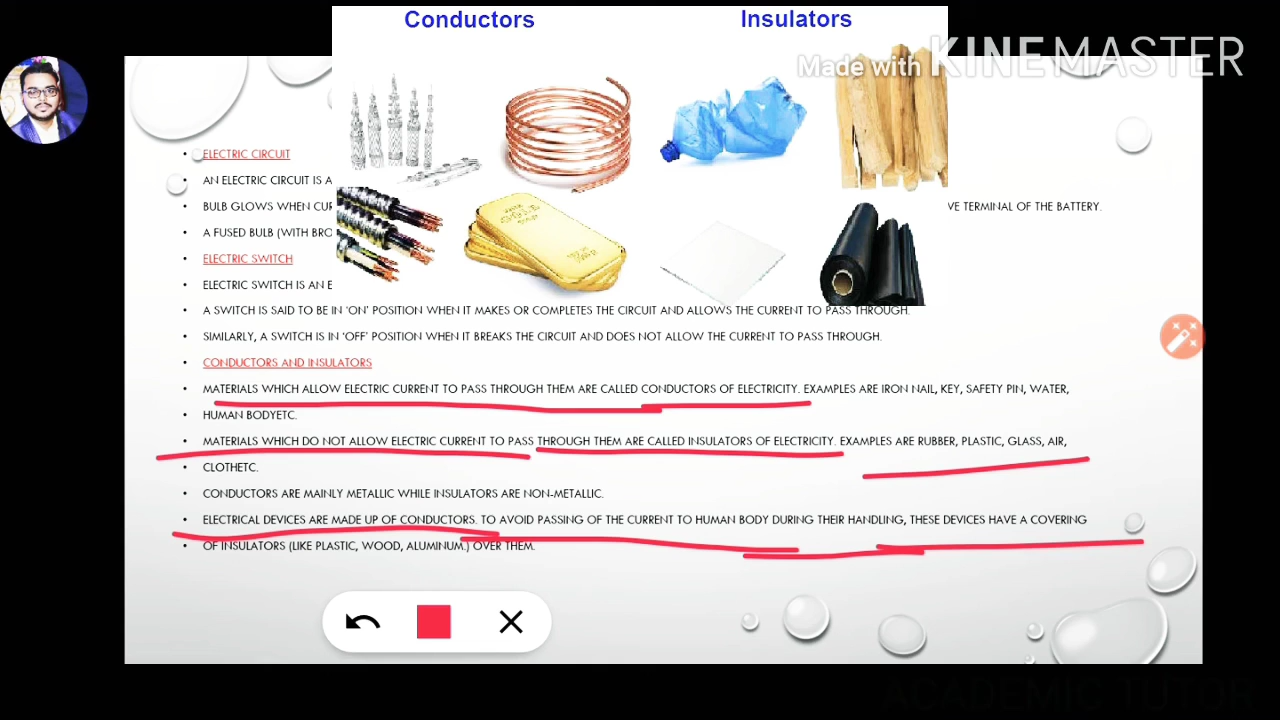 Conductors
Insulators
Made with KINEMASTER
ELECTRIC CIRCUIT
AN ELECTRIC CIRCUIT IS A
BULB GLOWS WHEN CUR
VE TERMINAL OF THE BATTERY.
A FUSED BULB (WITH BRO
ELECTRIC SWITCH
ELECTRIC SWITCH IS AN E
A SWITCH IS SAID TO BE IN 'ON' POSITION WHEN IT MAKES OR COMPLETES THE CIRCUIT AND ALLOWS THE CURRENT TO PASS THROUGH.
SIMILARLY, A SWITCH IS IN 'OFF' POSITION WHEN IT BREAKS THE CIRCUIT AND DOES NOT ALLOW THE CURRENT TO PASS THROUGH.
CONDUCTORS AND INSULATORS
MATERIALS WHICH ALLOW ELECTRIC CURRENT TO PASS THROUGH THEM ARE CALLED CONDUCTORS OF ELECTRICITY. EXAMPLES ARE IRON NAIL, KEY, SAFETY PIN, WATER,
HUMAN BODYETC.
MATERIALS WHICH DO NOT ALLOW ELECTRIC CURRENT TO PASS THROUGH THEM ARE CALLED INSULATORS OF ELECTRICITY. EXAMPLES ARE RUBBER, PLASTIC, GLASS, AIR,
CLOTHETC.
CONDUCTORS ARE MAINLY METALLIC WHILE INSULATORS ARE NON-METALLIC.
ELECTRICAL DEVICES ARE MADE UP OF CONDUCTORS. TO AVOID PASSING OF THE CURRENT TO HUMAN BODY DURING THEIR HANDLING, THESE DEVICES HAVE A COVERING
OF INSULATORS (LIKE PLASTIC, WOOD, ALUMINUM.) OVER THEM.
ACADEMIC TUTOR